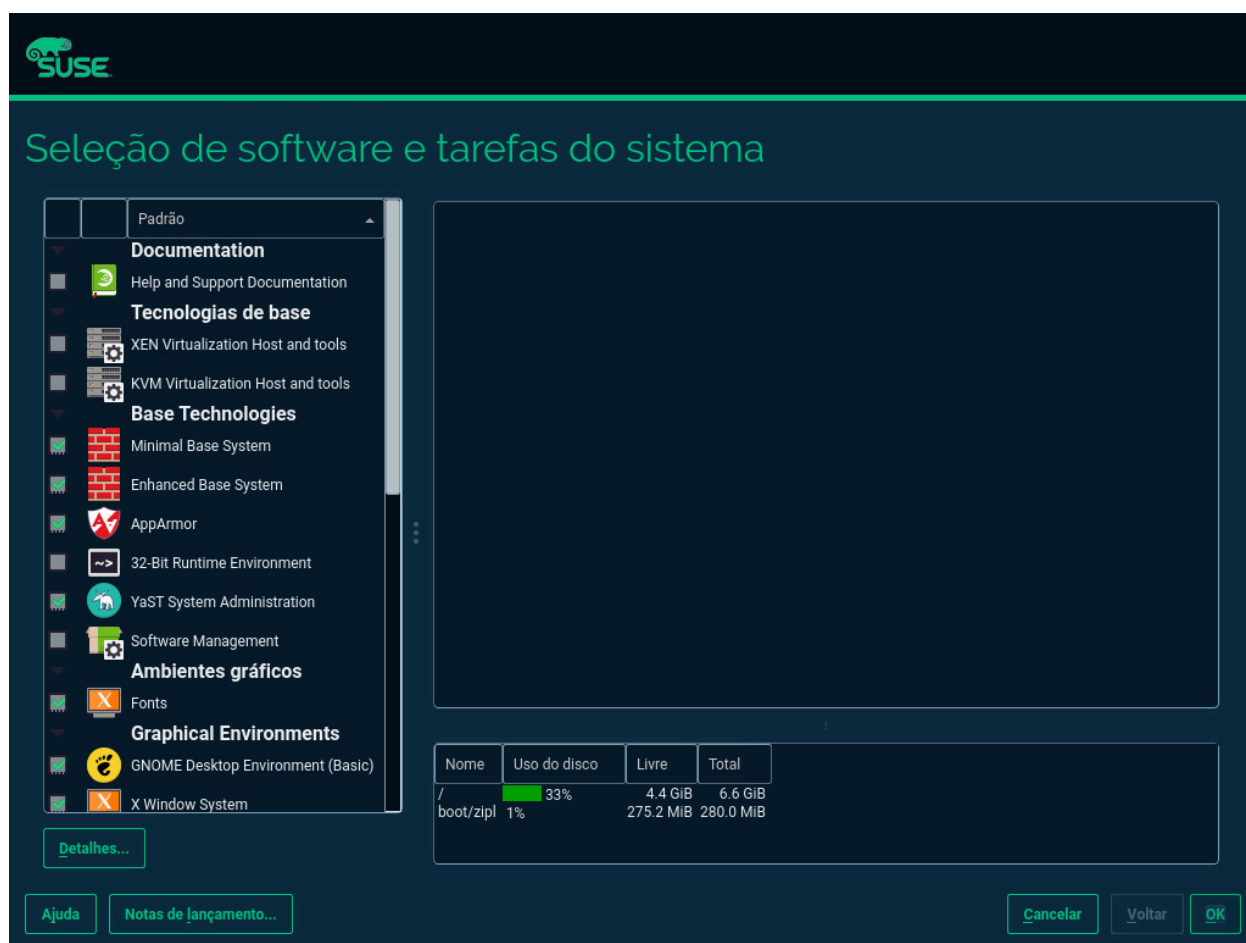 SUSE
Seleção de software e tarefas do sistema
Padrão
Documentation
Help and Support Documentation
Tecnologias de base
XEN Virtualization Host and tools
KVM Virtualization Host and tools
Base Technologies
Minimal Base System
Enhanced Base System
AppArmor
32-Bit Runtime Environment
YaST System Administration
Software Management
Ambientes gráficos
Fonts
Graphical Environments
GNOME Desktop Environment (Basic)
X Window System
Nome Uso do disco Livre Total
/ 33% 4.4 GiB 6.6 GiB
boot/zipl 1% 275.2 MiB 280.0 MiB
Detalhes...
Ajuda Notas de lançamento... Cancelar Voltar OK